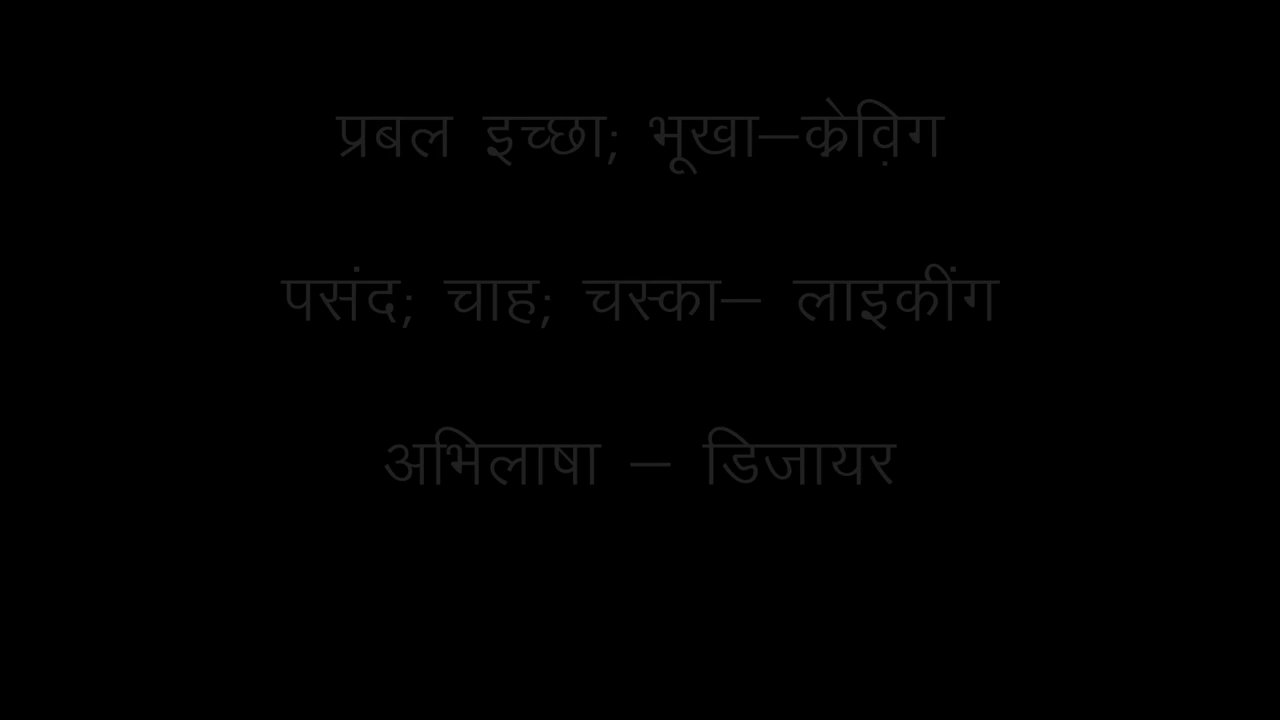 प्रबल इच्छा; भूखा—क्रेवि़ग
पसंद; चाह; चस्का— लाइकींग
अभिलाषा — डिजायर